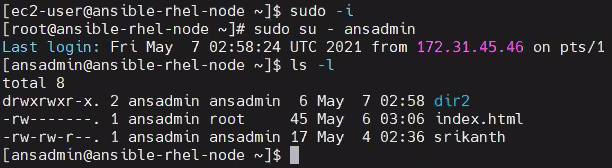 [ec2-user@ansible-rhel-node ~]$ sudo -i
[root@ansible-rhel-node ~]# sudo su - ansadmin
Last login: Fri May  7 02:58:24 UTC 2021 from 172.31.45.46 on pts/1
[ansadmin@ansible-rhel-node ~]$ ls -l
total 8
drwxrwxr-x. 2 ansadmin ansadmin  6 May  7 02:58 dir2
-rw-------. 1 ansadmin root     45 May  6 03:06 index.html
-rw-rw-r--. 1 ansadmin ansadmin 17 May  4 02:36 srikanth
[ansadmin@ansible-rhel-node ~]$